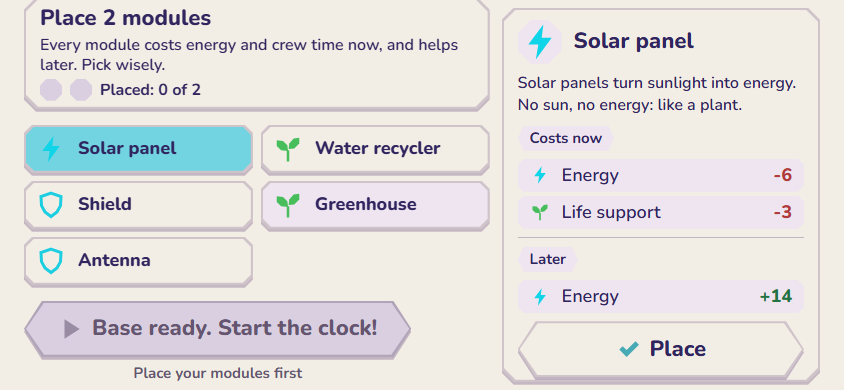 Place 2 modules
Every module costs energy and crew time now, and helps
later. Pick wisely.
Placed: 0 of 2
Solar panel
Water recycler
Shield
Greenhouse
Antenna
Base ready. Start the clock!
Place your modules first
Solar panel
Solar panels turn sunlight into energy.
No sun, no energy: like a plant.
Costs now
Energy -6
Life support -3
Later
Energy +14
Place